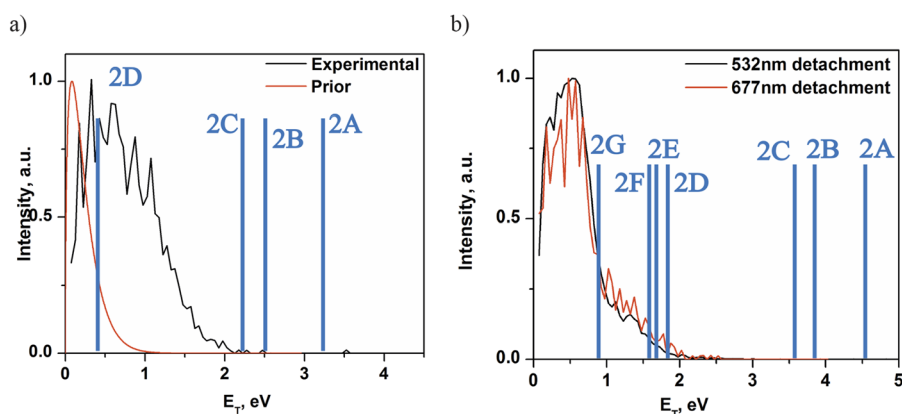 a)
Experimental
Prior
2D
2C
2B
2A
1.0
0.5
0.0
Intensity, a.u.
0
1
2
3
4
E_T, eV
b)
532nm detachment
677nm detachment
2G
2F
2E
2D
2C
2B
2A
1.0
0.5
0.0
Intensity, a.u.
0
1
2
3
4
5
E_T, eV